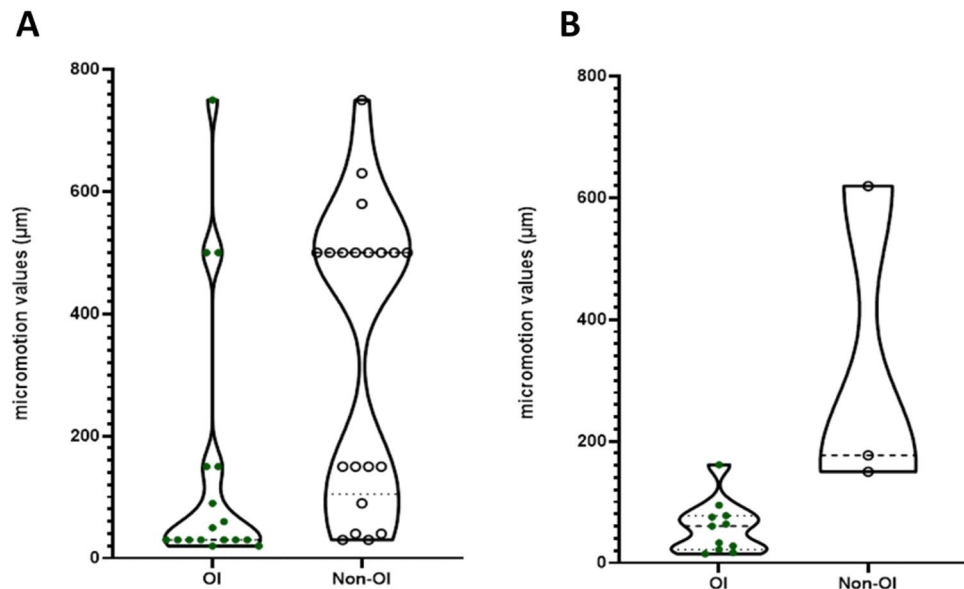 A
micromotion values (µm)
800
600
400
200
0
OI
Non-OI
B
micromotion values (µm)
800
600
400
200
0
OI
Non-OI